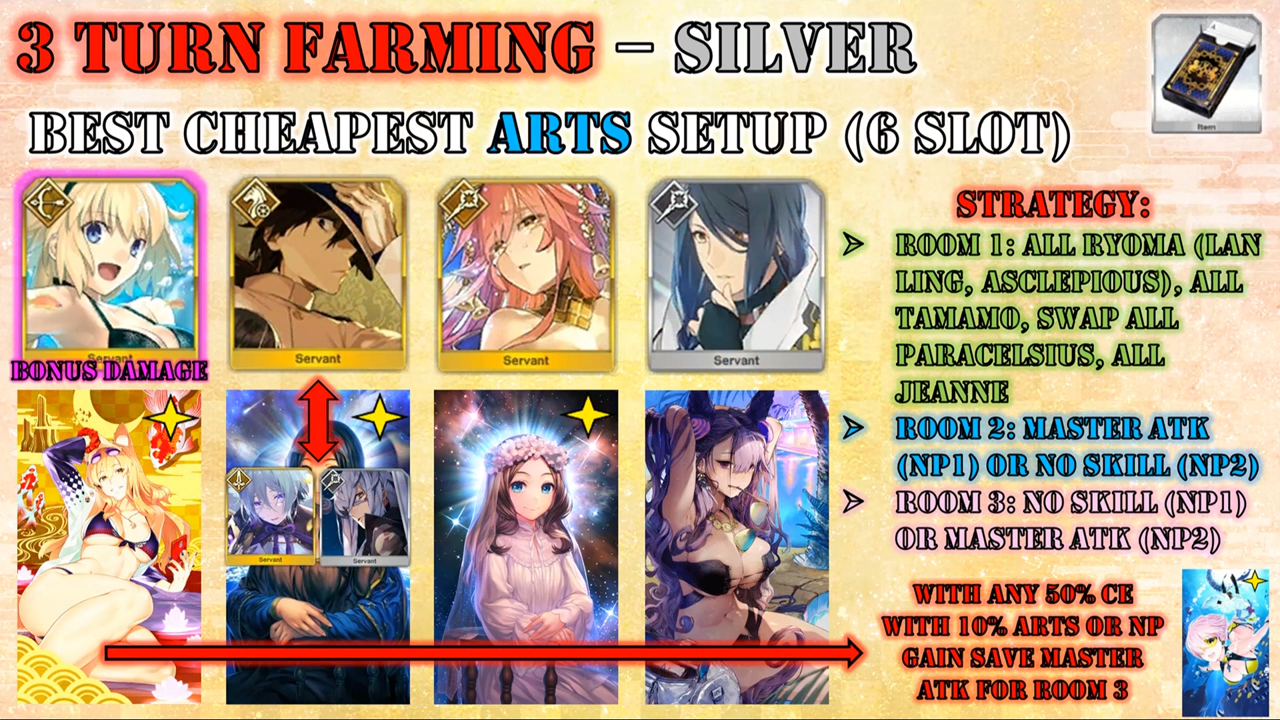 3 TURN FARMING – SILVER
BEST CHEAPEST ARTS SETUP (6 SLOT)
Item
Servant
Servant
Servant
Servant
BONUS DAMAGE
Servant
Servant
STRATEGY:
➢ ROOM 1: ALL RYOMA (LAN
LING, ASCLEPIOUS), ALL
TAMAMO, SWAP ALL
PARACELSIUS, ALL
JEANNE
➢ ROOM 2: MASTER ATK
(NP1) OR NO SKILL (NP2)
➢ ROOM 3: NO SKILL (NP1)
OR MASTER ATK (NP2)
WITH ANY 50% CE
WITH 10% ARTS OR NP
GAIN SAVE MASTER
ATK FOR ROOM 3